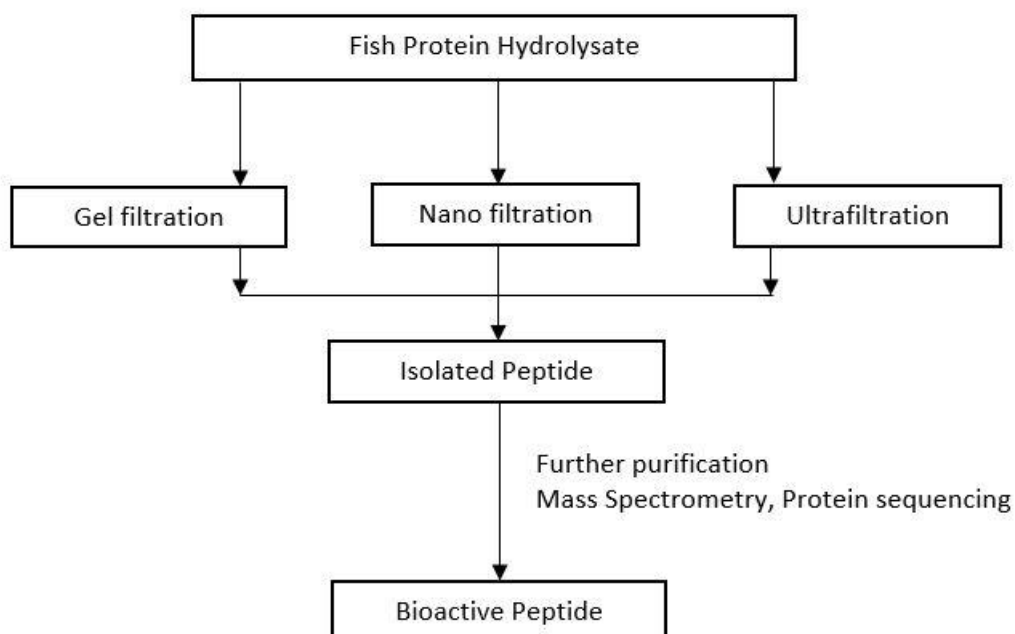 Fish Protein Hydrolysate
Gel filtration
Nano filtration
Ultrafiltration
Isolated Peptide
Further purification
Mass Spectrometry, Protein sequencing
Bioactive Peptide